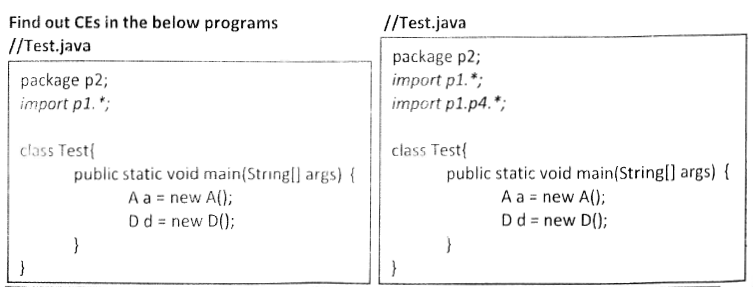 Find out CEs in the below programs
//Test.java
package p2;
import p1.*;
class Test{
public static void main(String[] args) {
A a = new A();
D d = new D();
}
}
//Test.java
package p2;
import p1.*;
import p1.p4.*;
class Test{
public static void main(String[] args) {
A a = new A();
D d = new D();
}
}